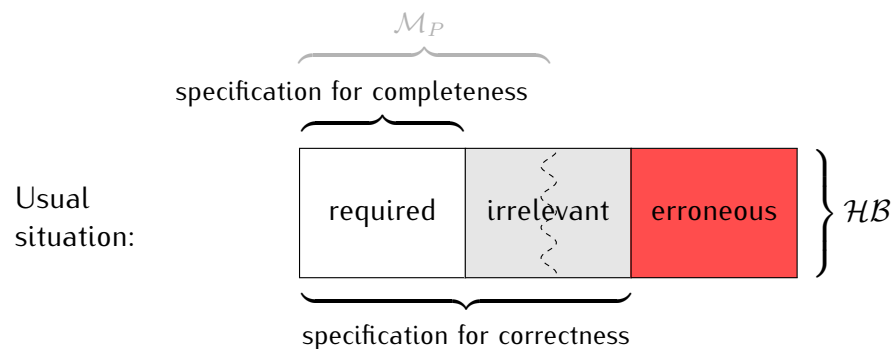 ℳ_P
specification for completeness
Usual
situation:
required
irrelevant
erroneous
ℋℬ
specification for correctness